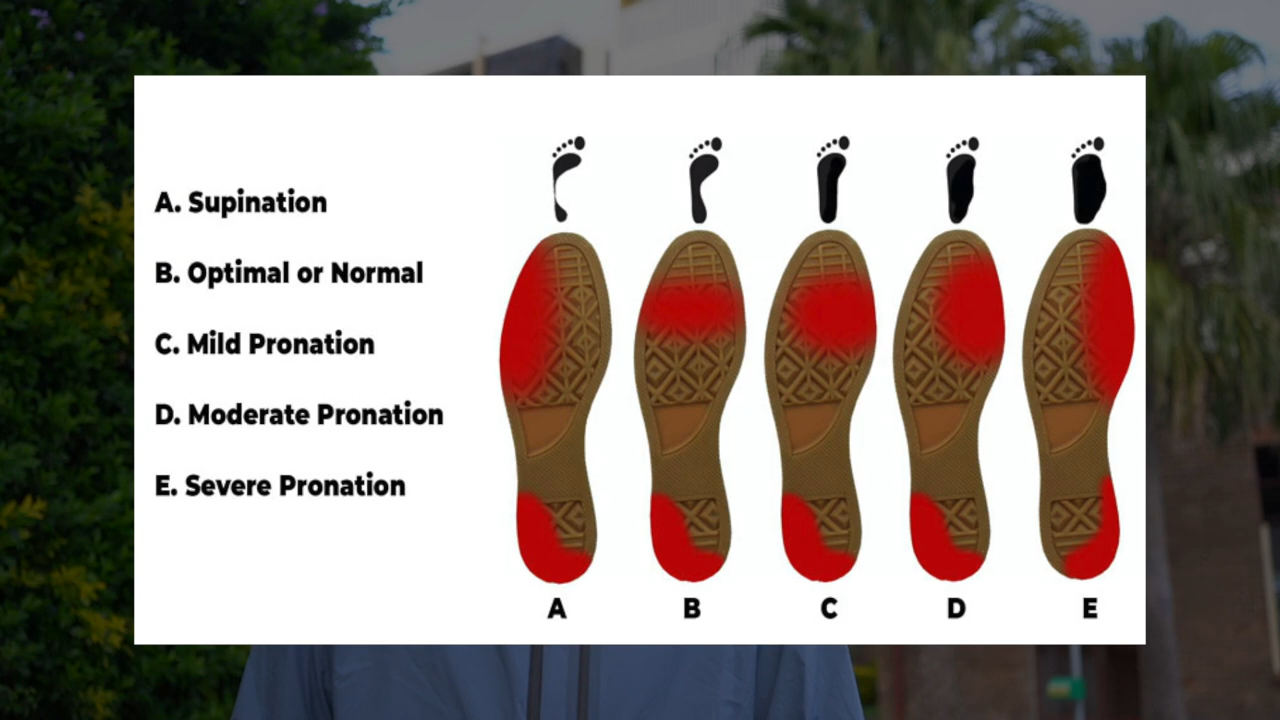 A. Supination
B. Optimal or Normal
C. Mild Pronation
D. Moderate Pronation
E. Severe Pronation
A B C D E